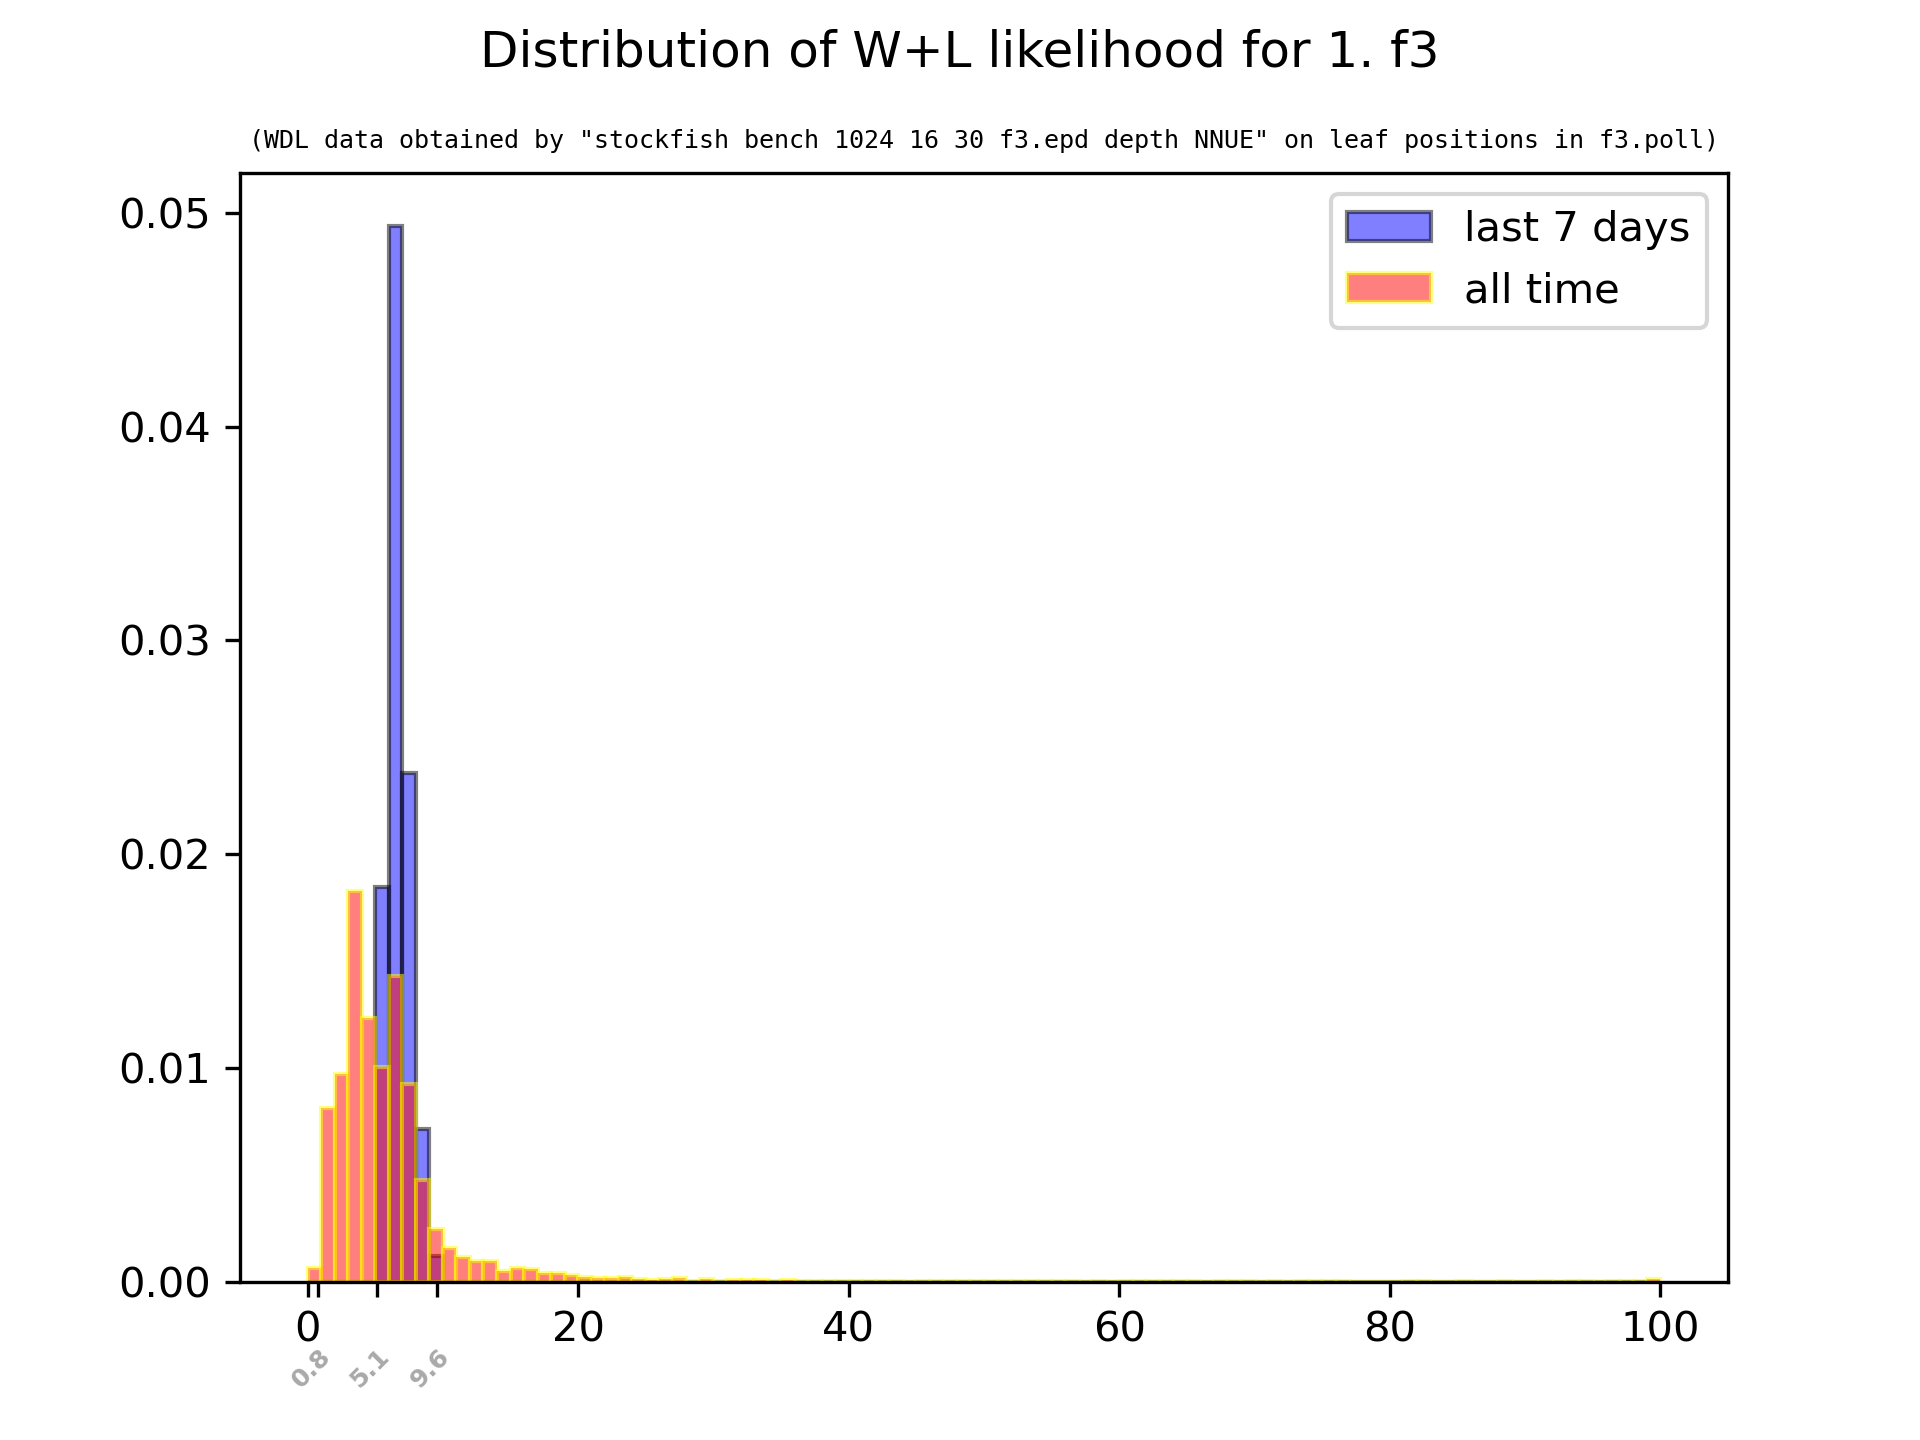 Distribution of W+L likelihood for 1. f3
(WDL data obtained by "stockfish bench 1024 16 30 f3.epd depth NNUE" on leaf positions in f3.poll)
last 7 days
all time
0.05
0.04
0.03
0.02
0.01
0.00
0 20 40 60 80 100
0.8 5.1 9.6